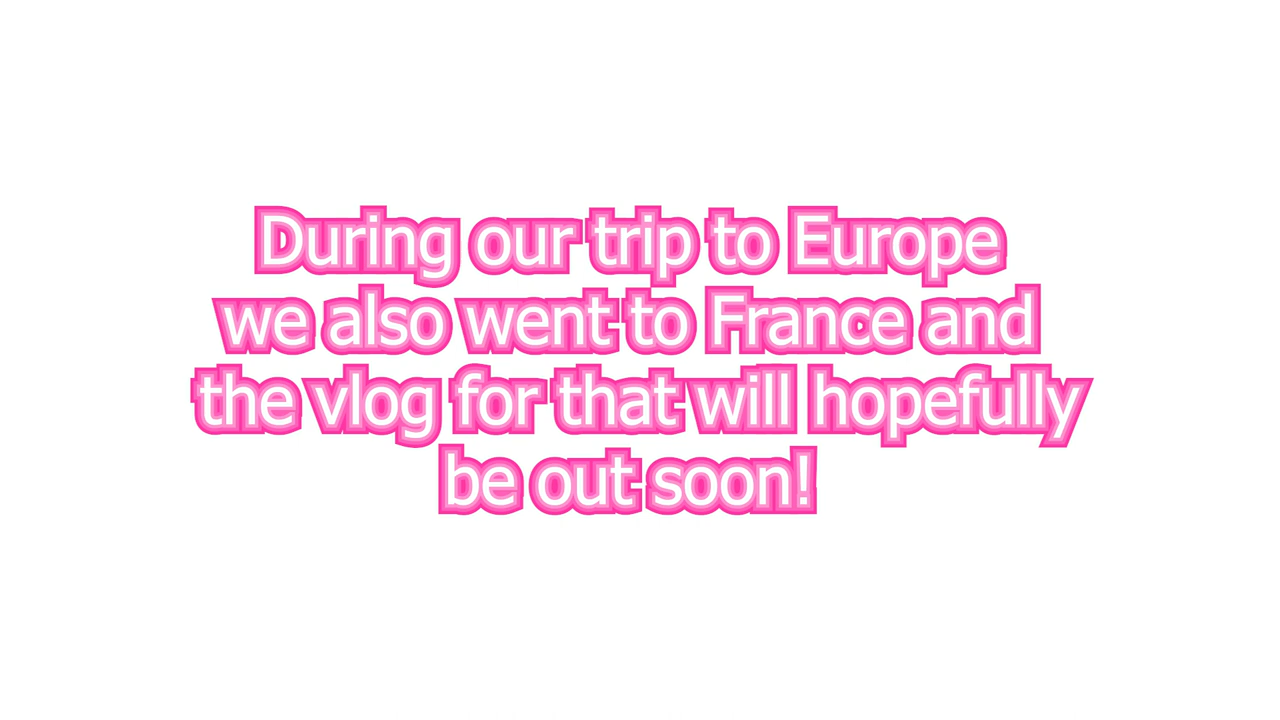 During our trip to Europe
we also went to France and
the vlog for that will hopefully
be out soon!